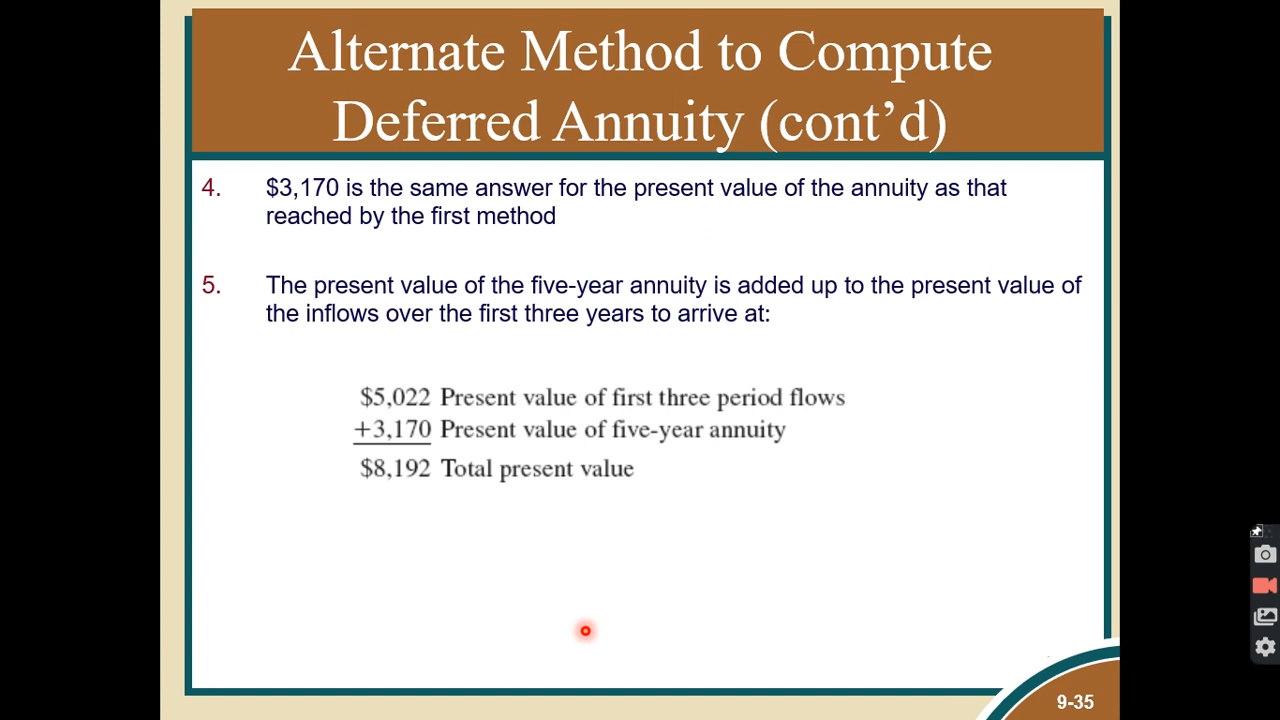 Alternate Method to Compute
Deferred Annuity (cont’d)
4. $3,170 is the same answer for the present value of the annuity as that
reached by the first method
5. The present value of the five-year annuity is added up to the present value of
the inflows over the first three years to arrive at:
$5,022 Present value of first three period flows
+3,170 Present value of five-year annuity
$8,192 Total present value
9-35